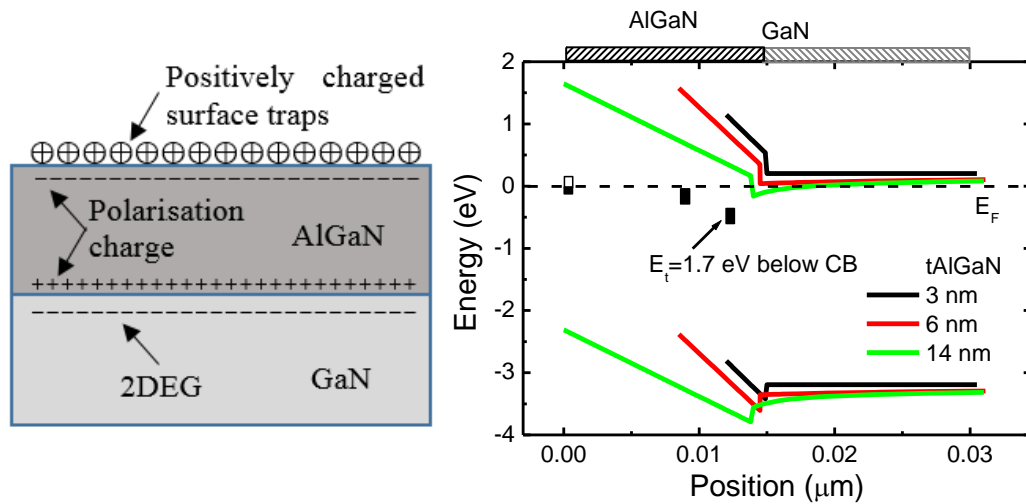 Positively charged
surface traps
⊕⊕⊕⊕⊕⊕⊕⊕⊕⊕⊕⊕⊕⊕⊕
Polarisation
charge
AlGaN
++++++++++++++++++++++++++++++
2DEG
GaN
AlGaN
GaN
2
1
0
-1
-2
-3
-4
Energy (eV)
E_F
E_t=1.7 eV below CB
tAlGaN
3 nm
6 nm
14 nm
0.00
0.01
0.02
0.03
Position (μm)